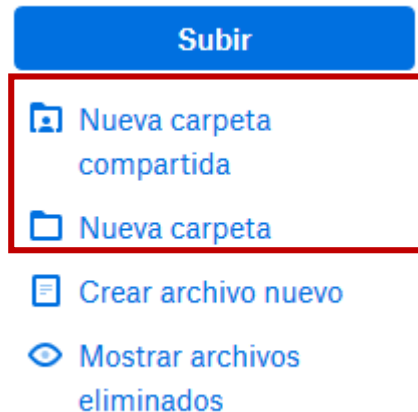 Subir
Nueva carpeta
compartida
Nueva carpeta
Crear archivo nuevo
Mostrar archivos
eliminados